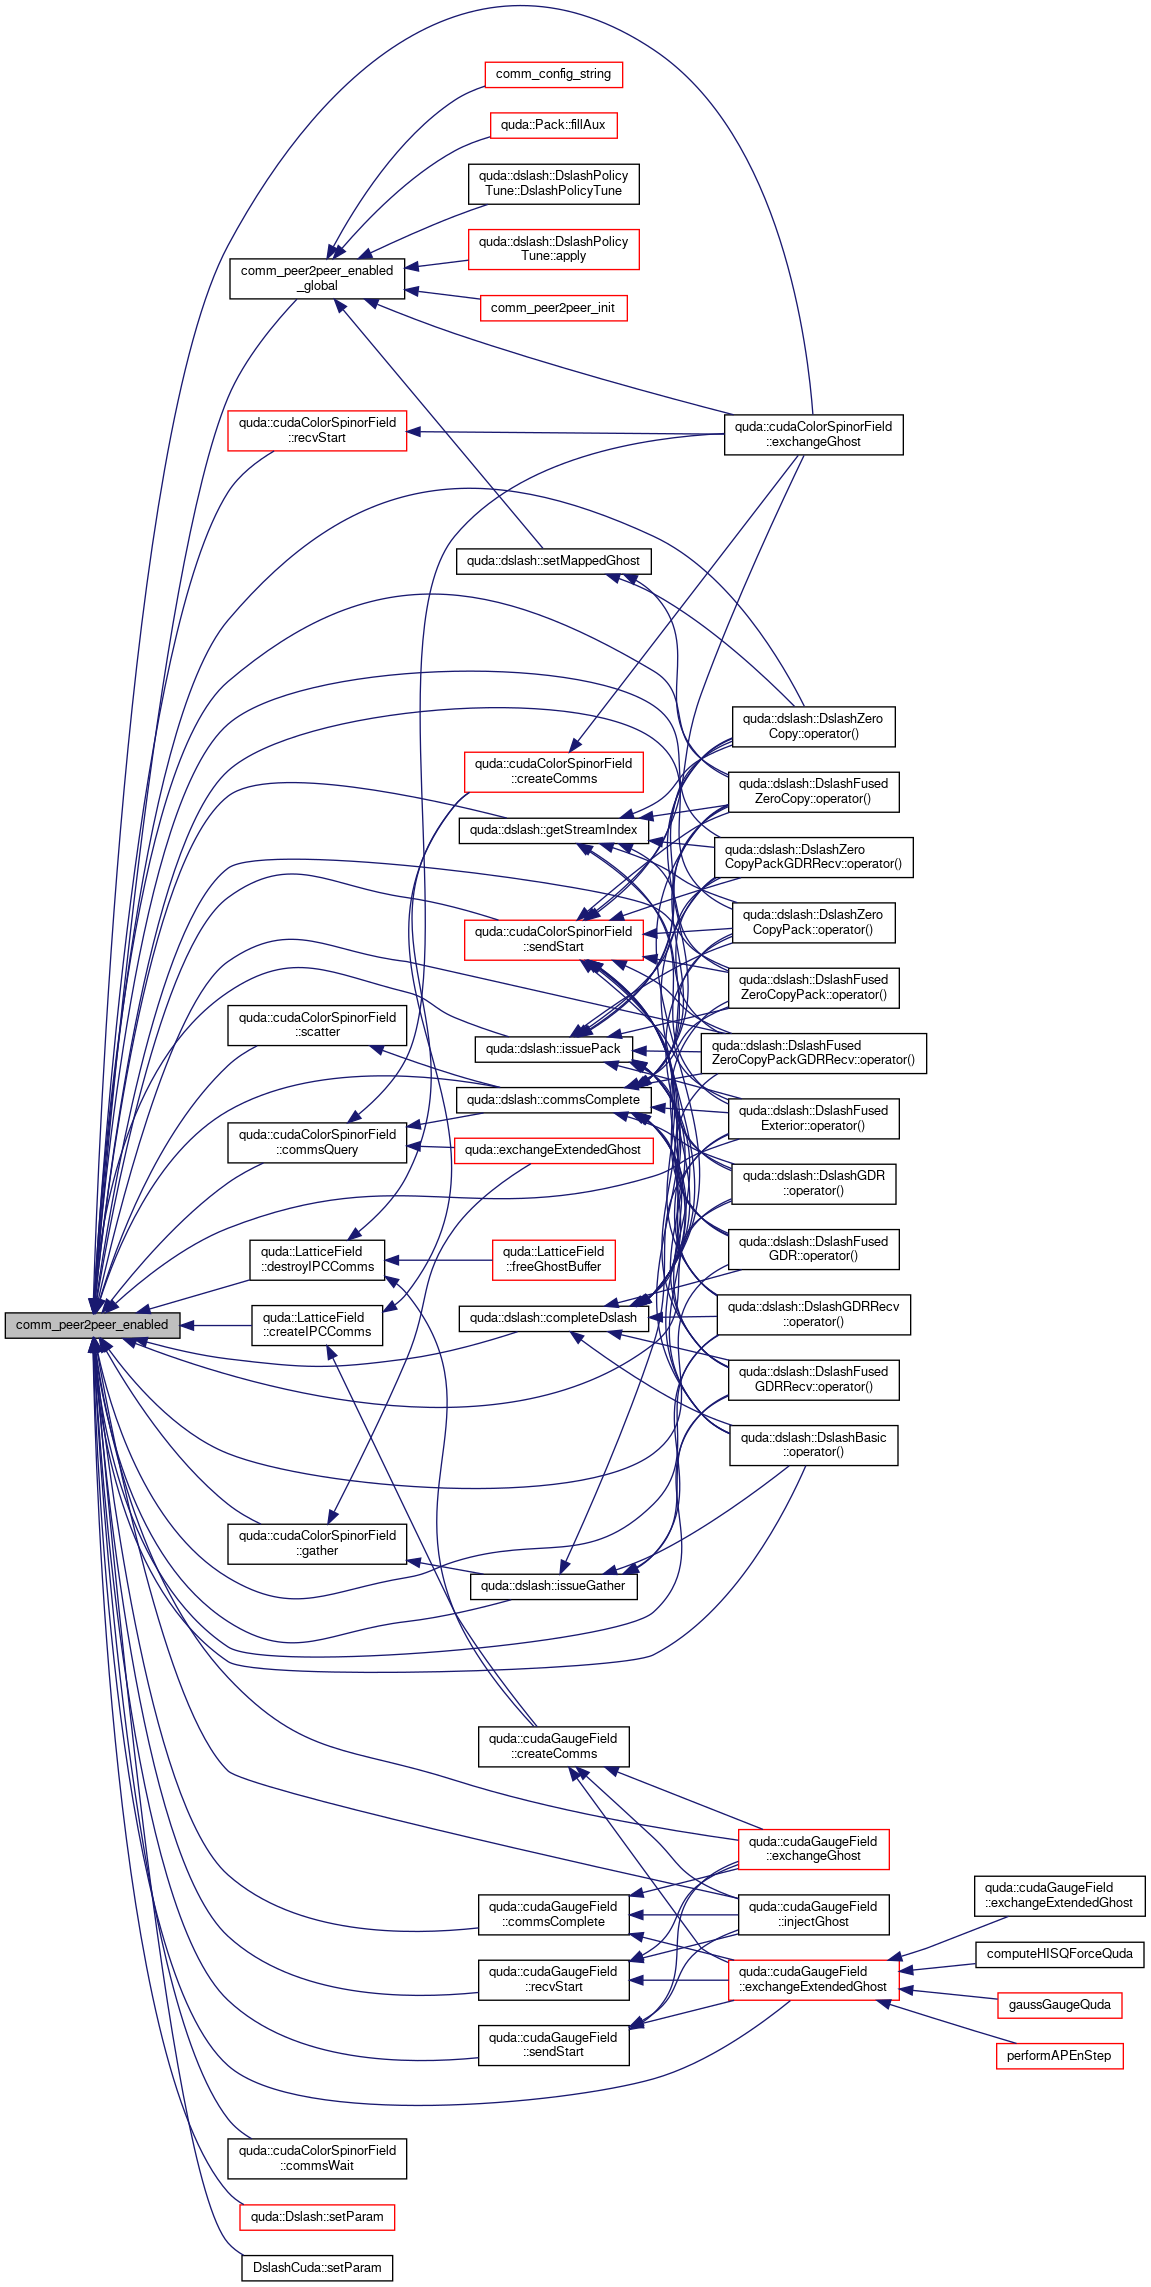 comm_config_string
quda::Pack::fillAux
quda::dslash::DslashPolicy
Tune::DslashPolicyTune
quda::dslash::DslashPolicy
Tune::apply
comm_peer2peer_enabled
_global
comm_peer2peer_init
quda::cudaColorSpinorField
::recvStart
quda::cudaColorSpinorField
::exchangeGhost
quda::dslash::setMappedGhost
quda::dslash::DslashZero
Copy::operator()
quda::cudaColorSpinorField
::createComms
quda::dslash::DslashFused
ZeroCopy::operator()
quda::dslash::getStreamIndex
quda::dslash::DslashZero
CopyPackGDRRecv::operator()
quda::cudaColorSpinorField
::sendStart
quda::dslash::DslashZero
CopyPack::operator()
quda::dslash::DslashFused
ZeroCopyPack::operator()
quda::cudaColorSpinorField
::scatter
quda::dslash::issuePack
quda::dslash::DslashFused
ZeroCopyPackGDRRecv::operator()
quda::dslash::commsComplete
quda::dslash::DslashFused
Exterior::operator()
quda::cudaColorSpinorField
::commsQuery
quda::exchangeExtendedGhost
quda::dslash::DslashGDR
::operator()
quda::LatticeField
::destroyIPCComms
quda::LatticeField
::freeGhostBuffer
quda::dslash::DslashFused
GDR::operator()
comm_peer2peer_enabled
quda::LatticeField
::createIPCComms
quda::dslash::completeDslash
quda::dslash::DslashGDRRecv
::operator()
quda::dslash::DslashFused
GDRRecv::operator()
quda::dslash::DslashBasic
::operator()
quda::cudaColorSpinorField
::gather
quda::dslash::issueGather
quda::cudaGaugeField
::createComms
quda::cudaGaugeField
::exchangeGhost
quda::cudaGaugeField
::commsComplete
quda::cudaGaugeField
::injectGhost
quda::cudaGaugeField
::exchangeExtendedGhost
computeHISQForceQuda
quda::cudaGaugeField
::recvStart
quda::cudaGaugeField
::exchangeExtendedGhost
gaussGaugeQuda
quda::cudaGaugeField
::sendStart
performAPEnStep
quda::cudaColorSpinorField
::commsWait
quda::Dslash::setParam
DslashCuda::setParam